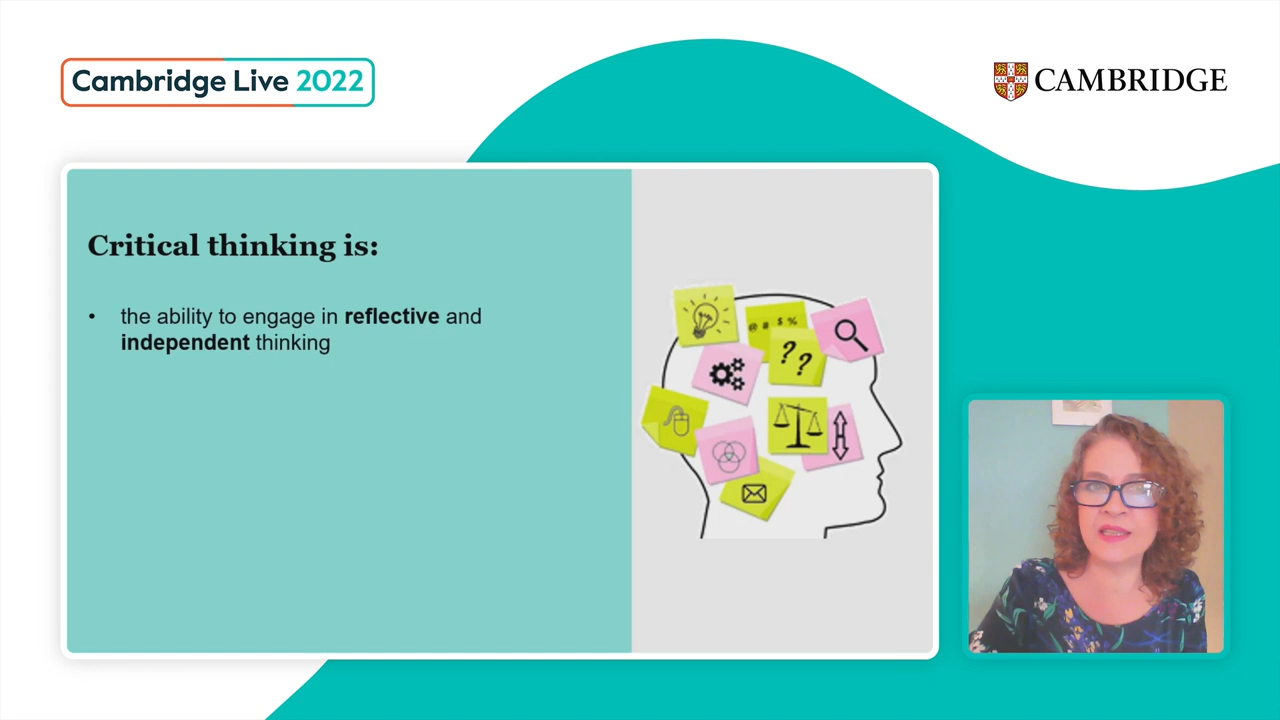 Cambridge Live 2022
CAMBRIDGE
Critical thinking is:
• the ability to engage in reflective and
independent thinking
@ # $ %
? ?